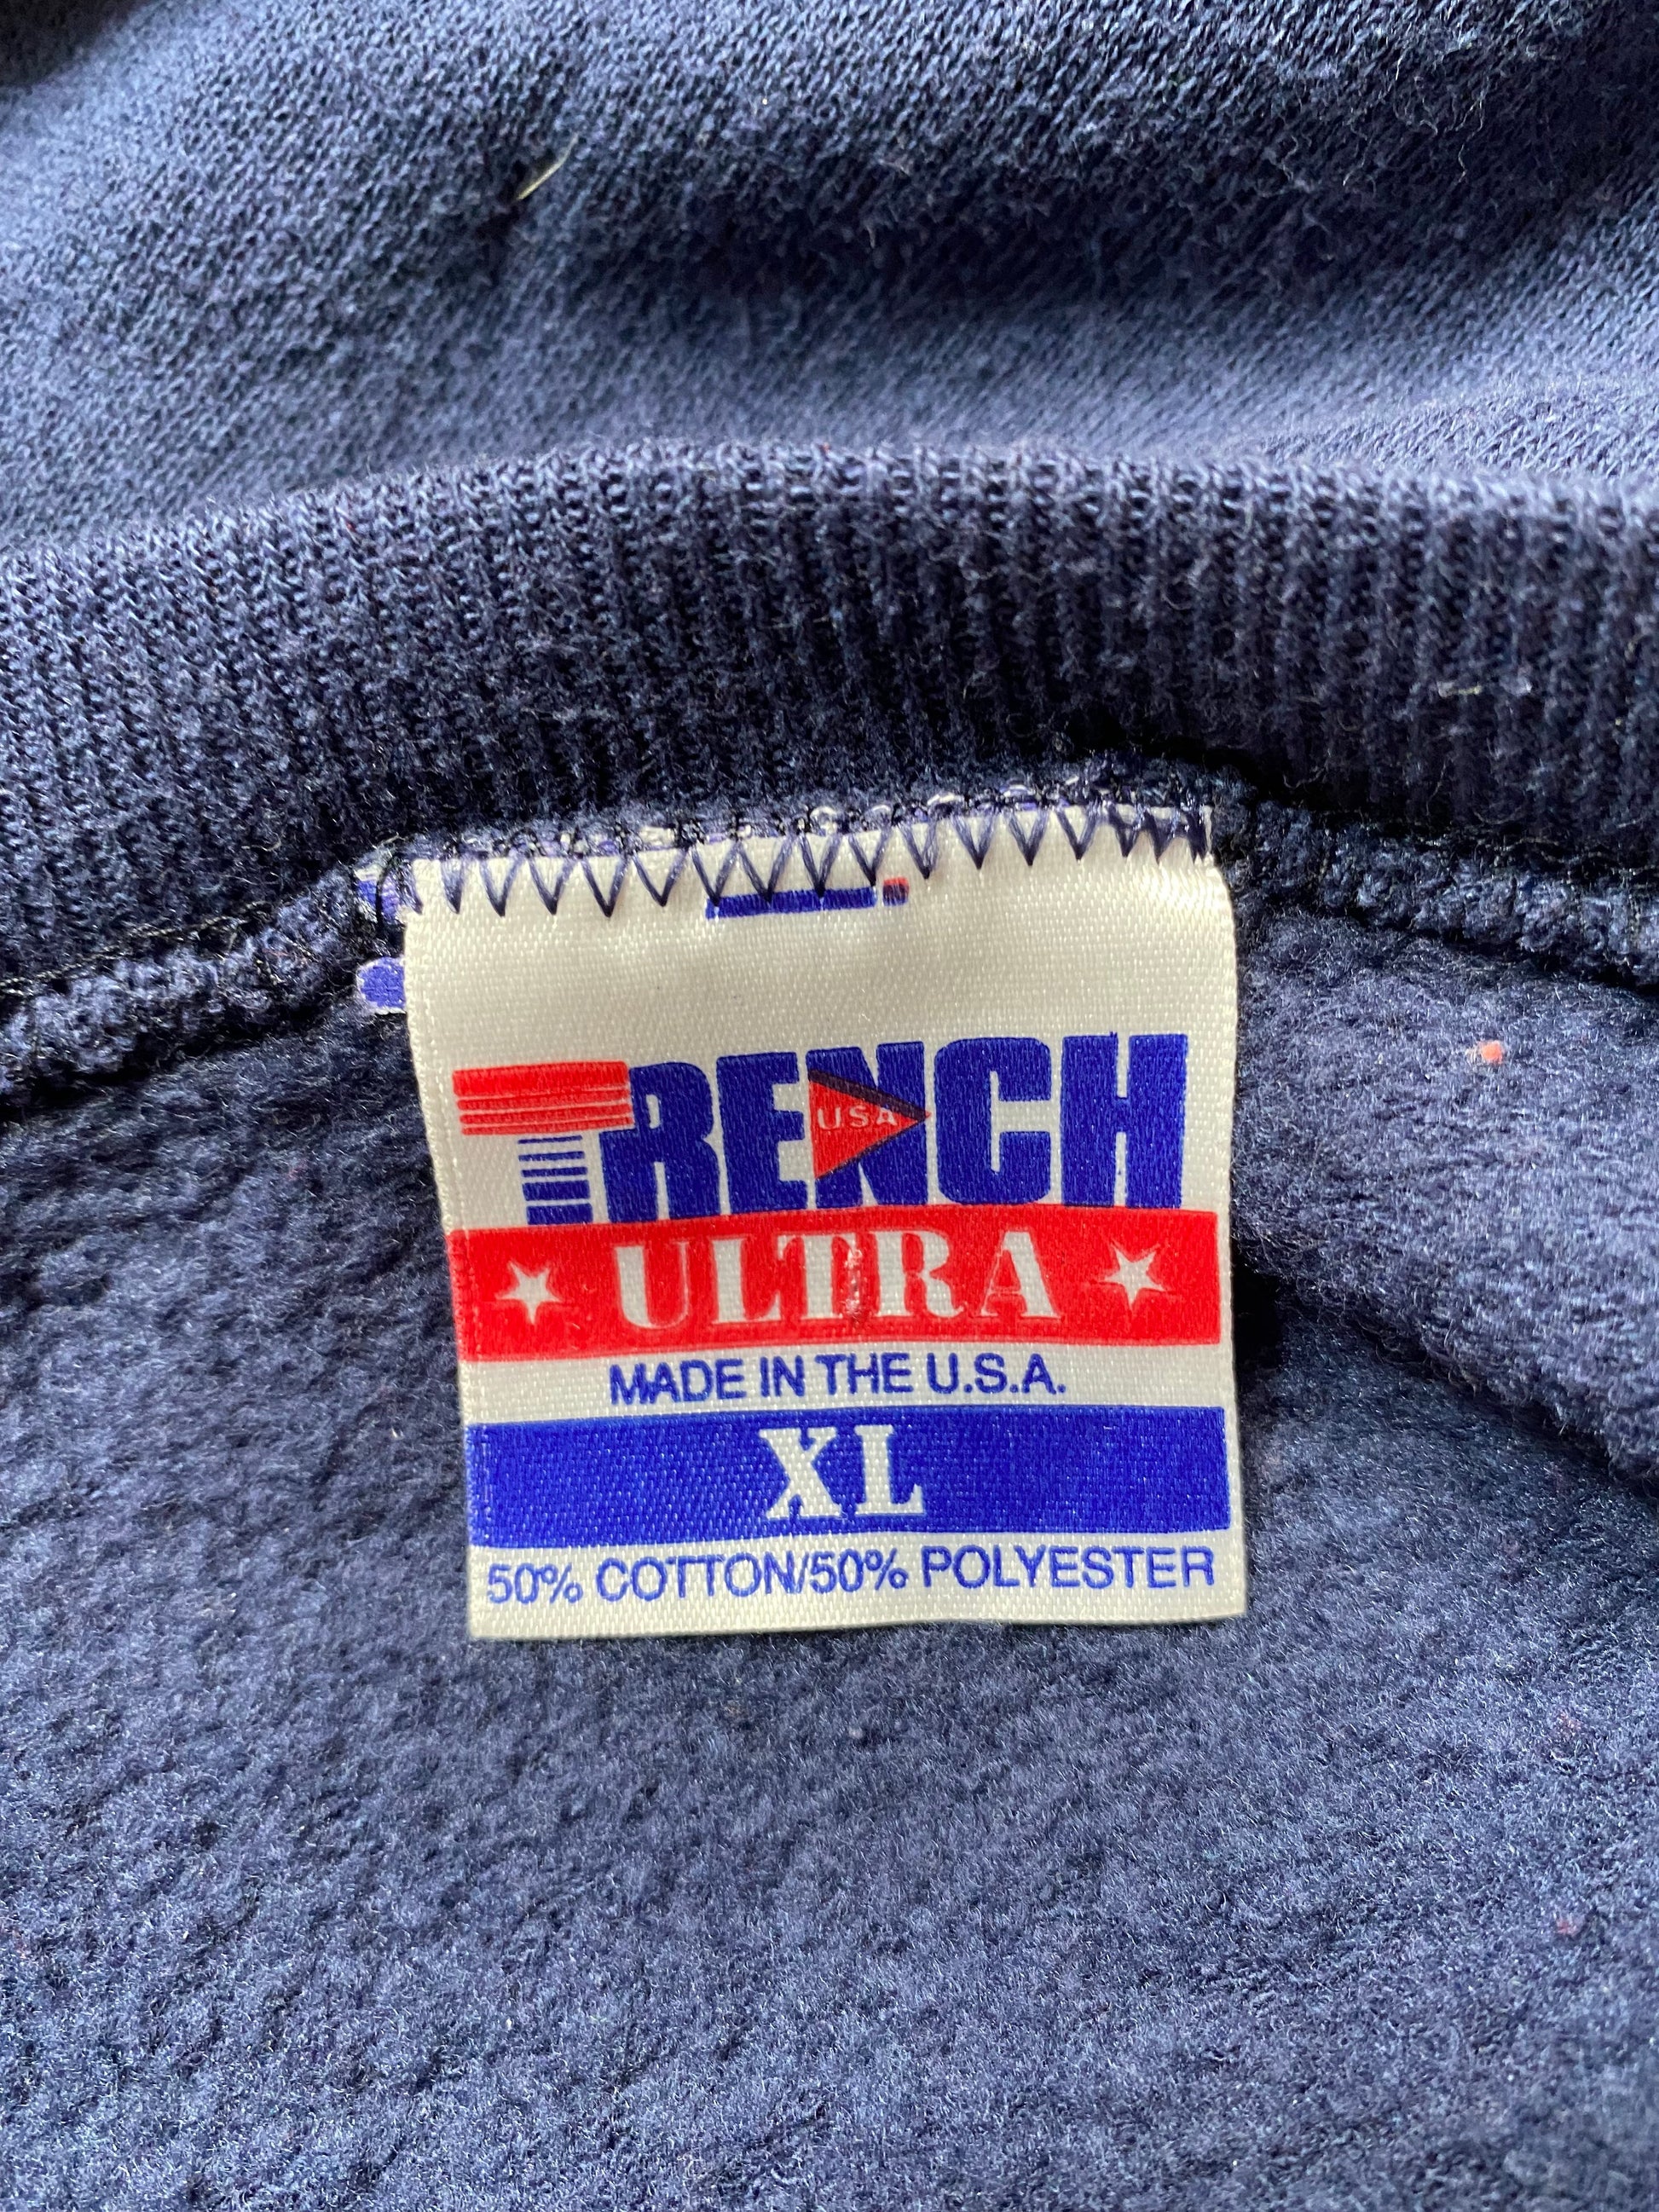 TRENCH
USA
ULTRA
MADE IN THE U.S.A.
XL
50% COTTON/50% POLYESTER